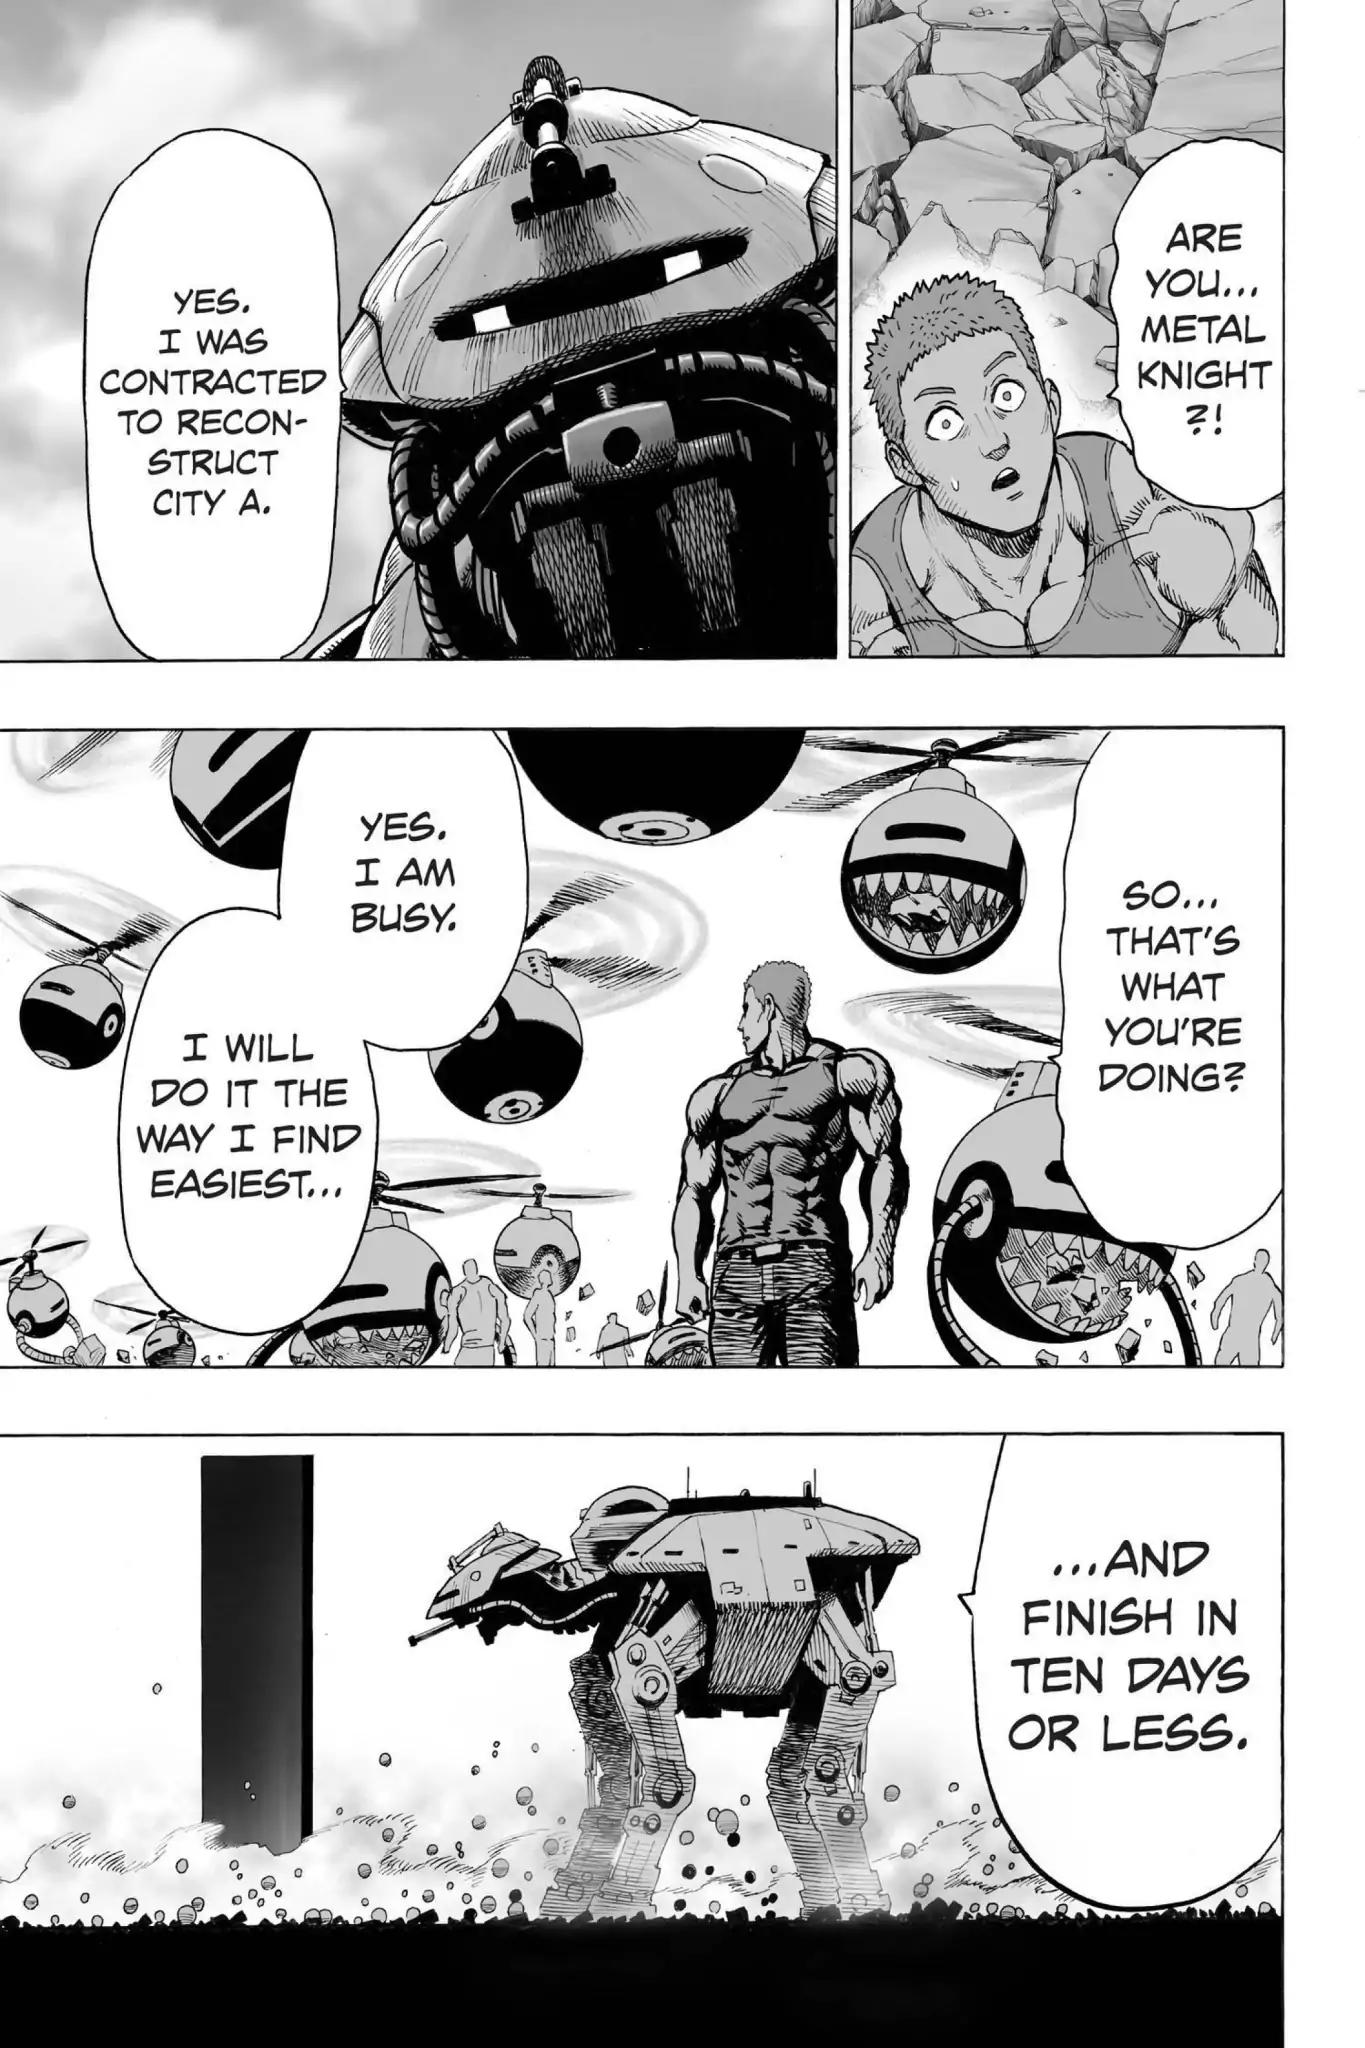 ARE
YOU...
METAL
KNIGHT
?!
YES.
I WAS
CONTRACTED
TO RECON-
STRUCT
CITY A.
SO...
THAT'S
WHAT
YOU'RE
DOING?
YES.
I AM
BUSY.
I WILL
DO IT THE
WAY I FIND
EASIEST...
...AND
FINISH IN
TEN DAYS
OR LESS.